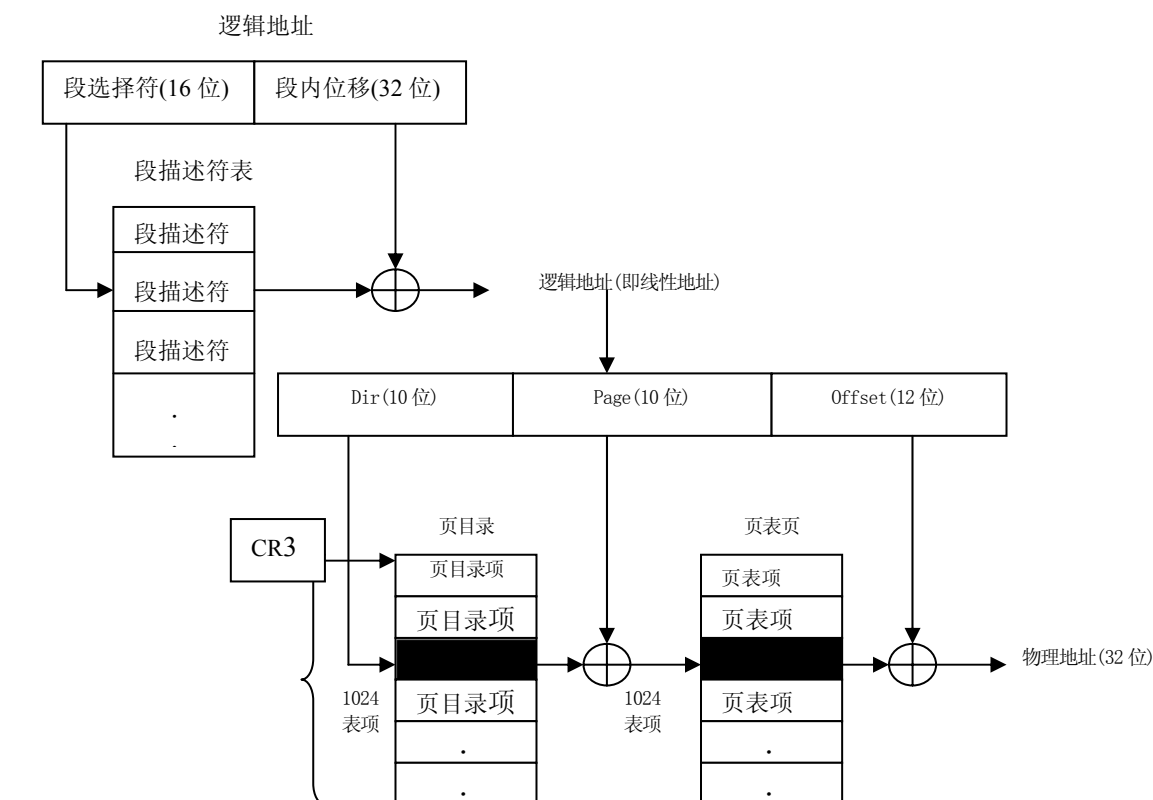 逻辑地址
段选择符(16 位)
段内位移(32 位)
段描述符表
段描述符
段描述符
段描述符
.
.
逻辑地址(即线性地址)
Dir(10 位)
Page(10 位)
Offset(12 位)
CR3
页目录
页目录项
页目录项
页目录项
.
.
1024
表项
页表页
页表项
页表项
页表项
.
.
1024
表项
物理地址(32 位)